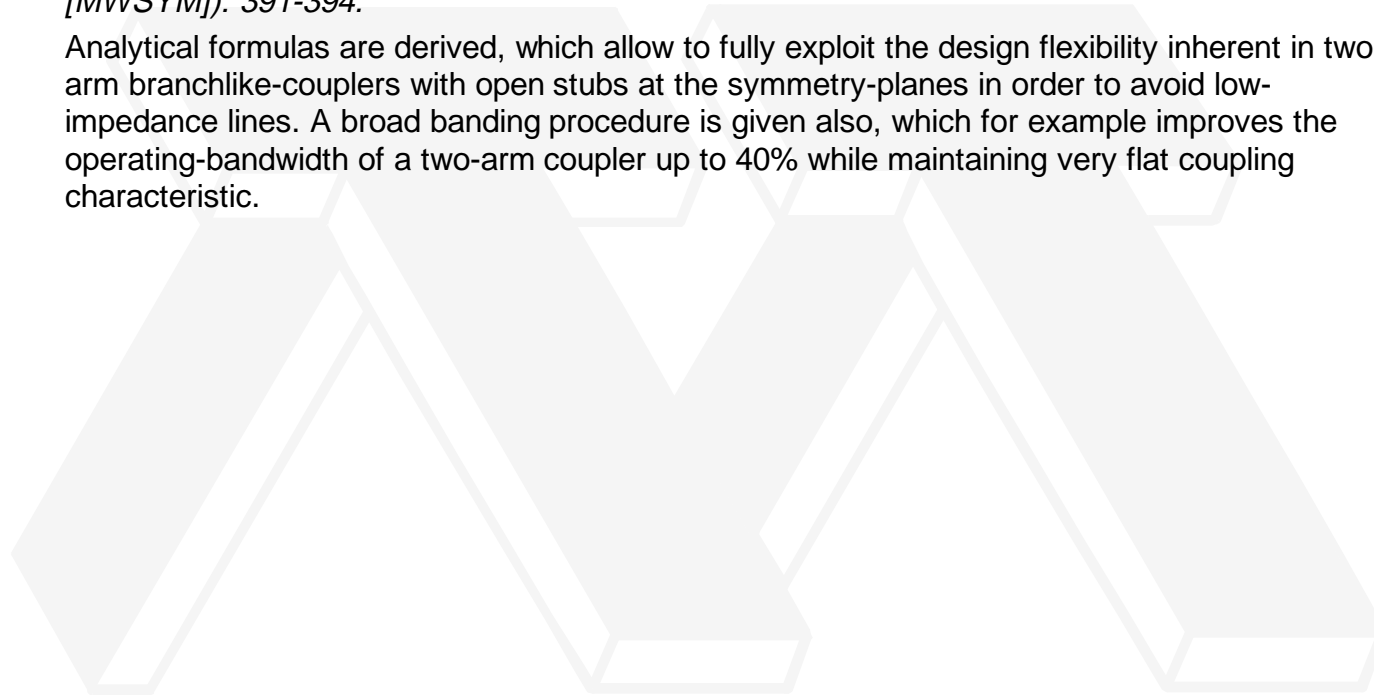 [MWSYM]): 391-394.
Analytical formulas are derived, which allow to fully exploit the design flexibility inherent in two
arm branchlike-couplers with open stubs at the symmetry-planes in order to avoid low-
impedance lines. A broad banding procedure is given also, which for example improves the
operating-bandwidth of a two-arm coupler up to 40% while maintaining very flat coupling
characteristic.